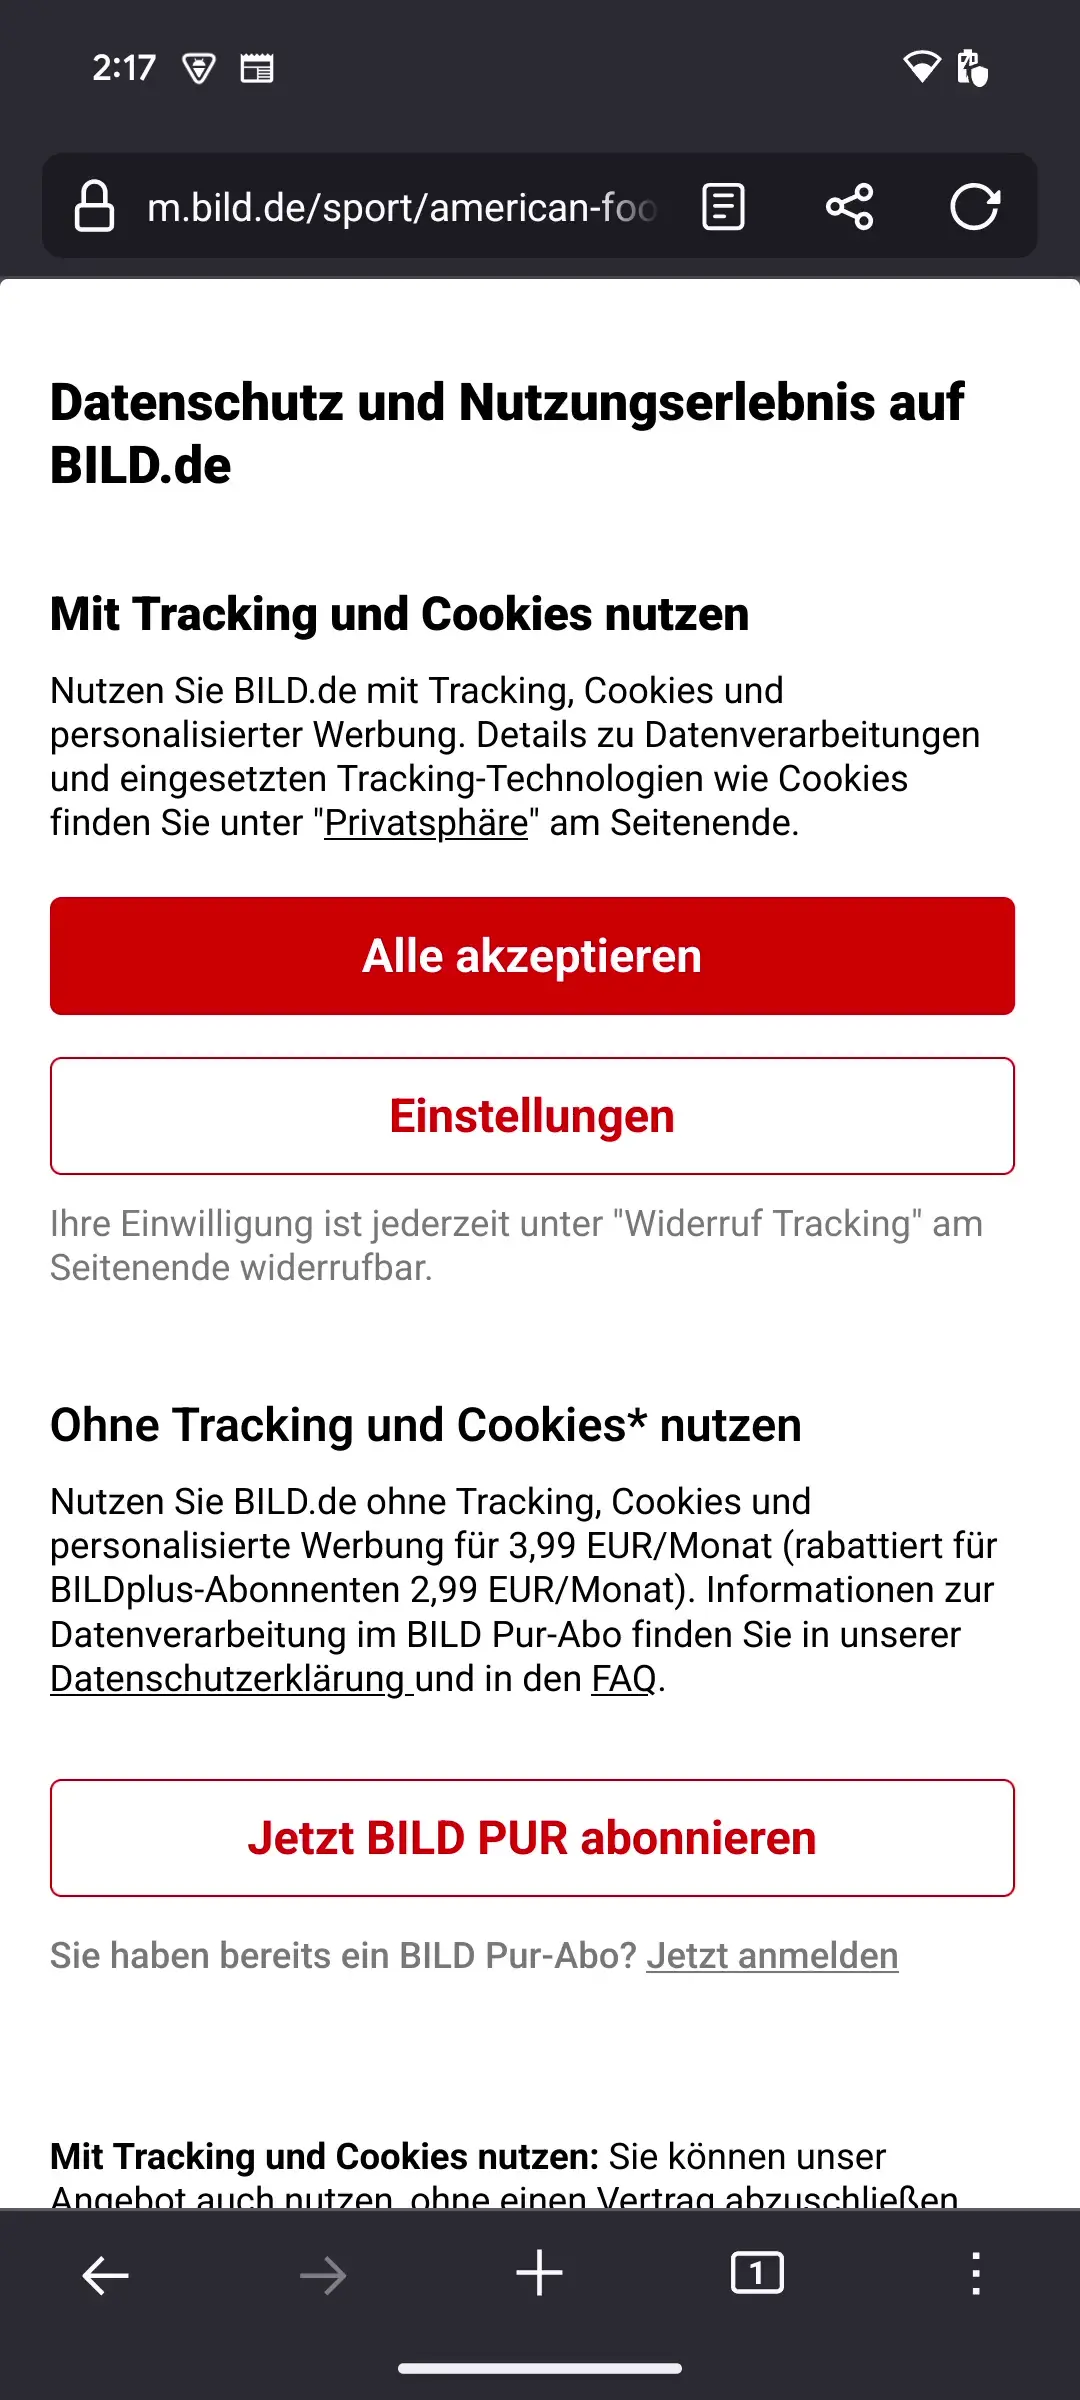 2:17
m.bild.de/sport/american-foo
Datenschutz und Nutzungserlebnis auf
BILD.de
Mit Tracking und Cookies nutzen
Nutzen Sie BILD.de mit Tracking, Cookies und
personalisierter Werbung. Details zu Datenverarbeitungen
und eingesetzten Tracking-Technologien wie Cookies
finden Sie unter "Privatsphäre" am Seitenende.
Alle akzeptieren
Einstellungen
Ihre Einwilligung ist jederzeit unter "Widerruf Tracking" am
Seitenende widerrufbar.
Ohne Tracking und Cookies* nutzen
Nutzen Sie BILD.de ohne Tracking, Cookies und
personalisierte Werbung für 3,99 EUR/Monat (rabattiert für
BILDplus-Abonnenten 2,99 EUR/Monat). Informationen zur
Datenverarbeitung im BILD Pur-Abo finden Sie in unserer
Datenschutzerklärung und in den FAQ.
Jetzt BILD PUR abonnieren
Sie haben bereits ein BILD Pur-Abo? Jetzt anmelden
Mit Tracking und Cookies nutzen: Sie können unser
Angebot auch nutzen, ohne einen Vertrag abzuschließen
1